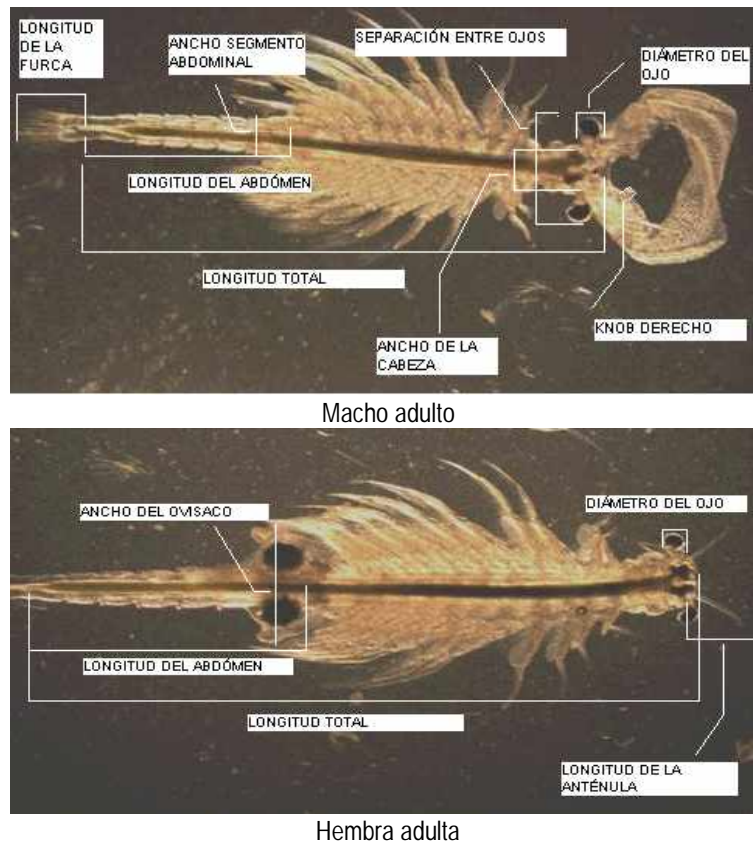 LONGITUD
DE LA
FURCA
ANCHO SEGMENTO
ABDOMINAL
SEPARACIÓN ENTRE OJOS
DIÁMETRO DEL
OJO
LONGITUD DEL ABDÓMEN
LONGITUD TOTAL
ANCHO DE LA
CABEZA
KNOB DERECHO
Macho adulto
ANCHO DEL OVISACO
DIÁMETRO DEL OJO
LONGITUD DEL ABDÓMEN
LONGITUD TOTAL
LONGITUD DE LA
ANTÉNULA
Hembra adulta